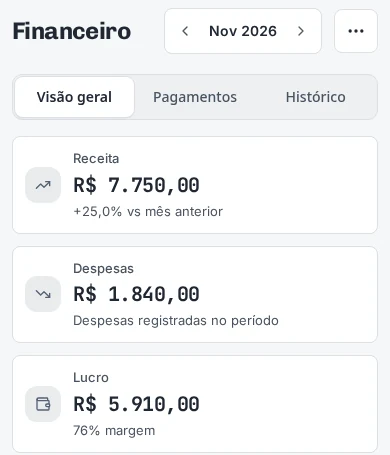 Financeiro
Nov 2026
Visão geral
Pagamentos
Histórico
Receita
R$ 7.750,00
+25,0% vs mês anterior
Despesas
R$ 1.840,00
Despesas registradas no período
Lucro
R$ 5.910,00
76% margem